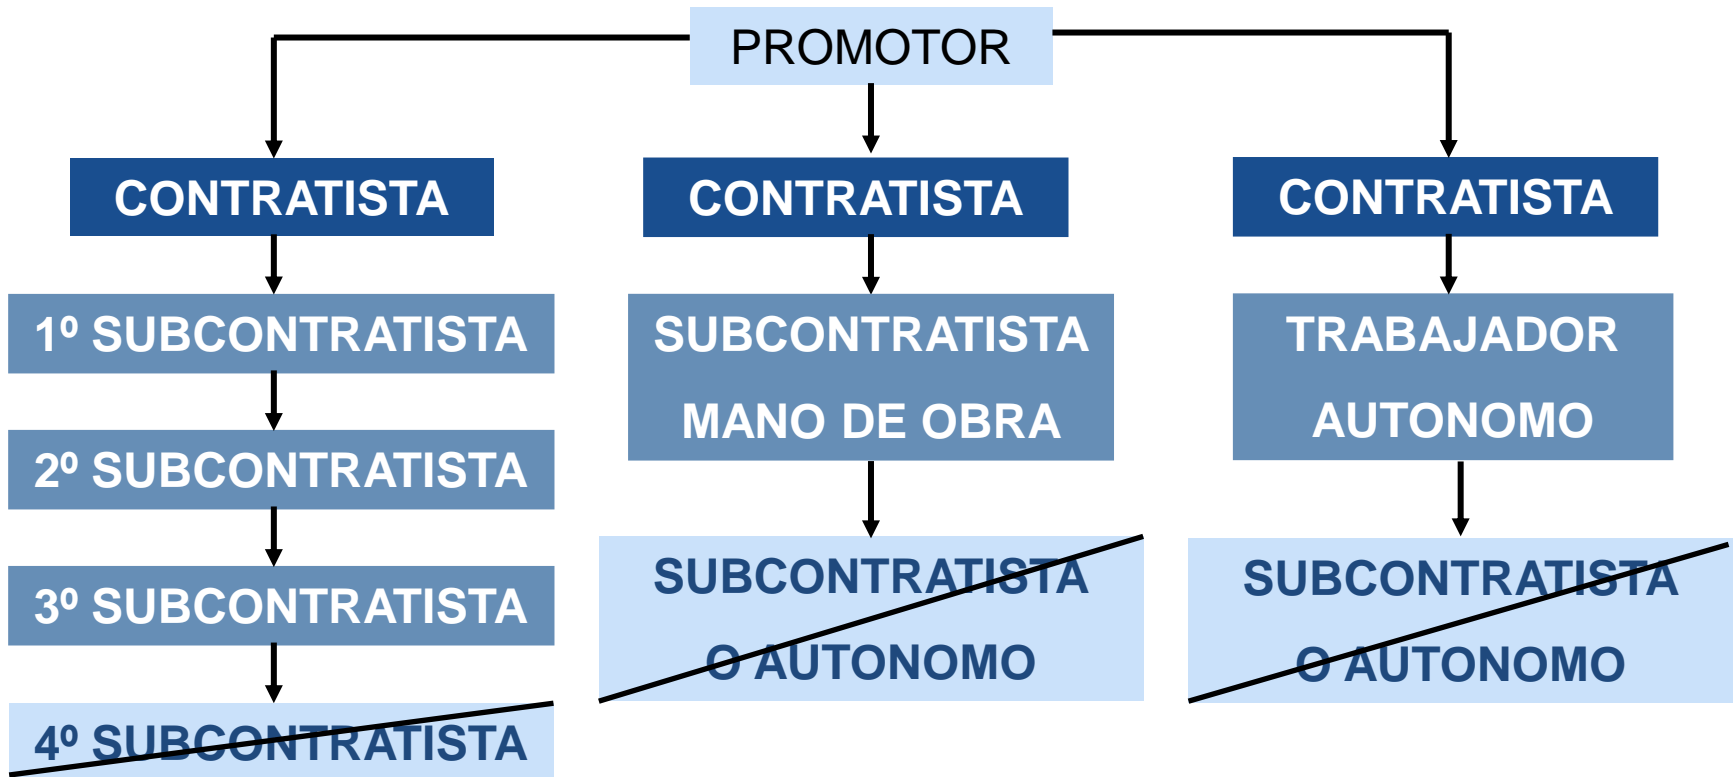 PROMOTOR
CONTRATISTA
1º SUBCONTRATISTA
2º SUBCONTRATISTA
3º SUBCONTRATISTA
4º SUBCONTRATISTA
CONTRATISTA
SUBCONTRATISTA
MANO DE OBRA
SUBCONTRATISTA
O AUTONOMO
CONTRATISTA
TRABAJADOR
AUTONOMO
SUBCONTRATISTA
O AUTONOMO